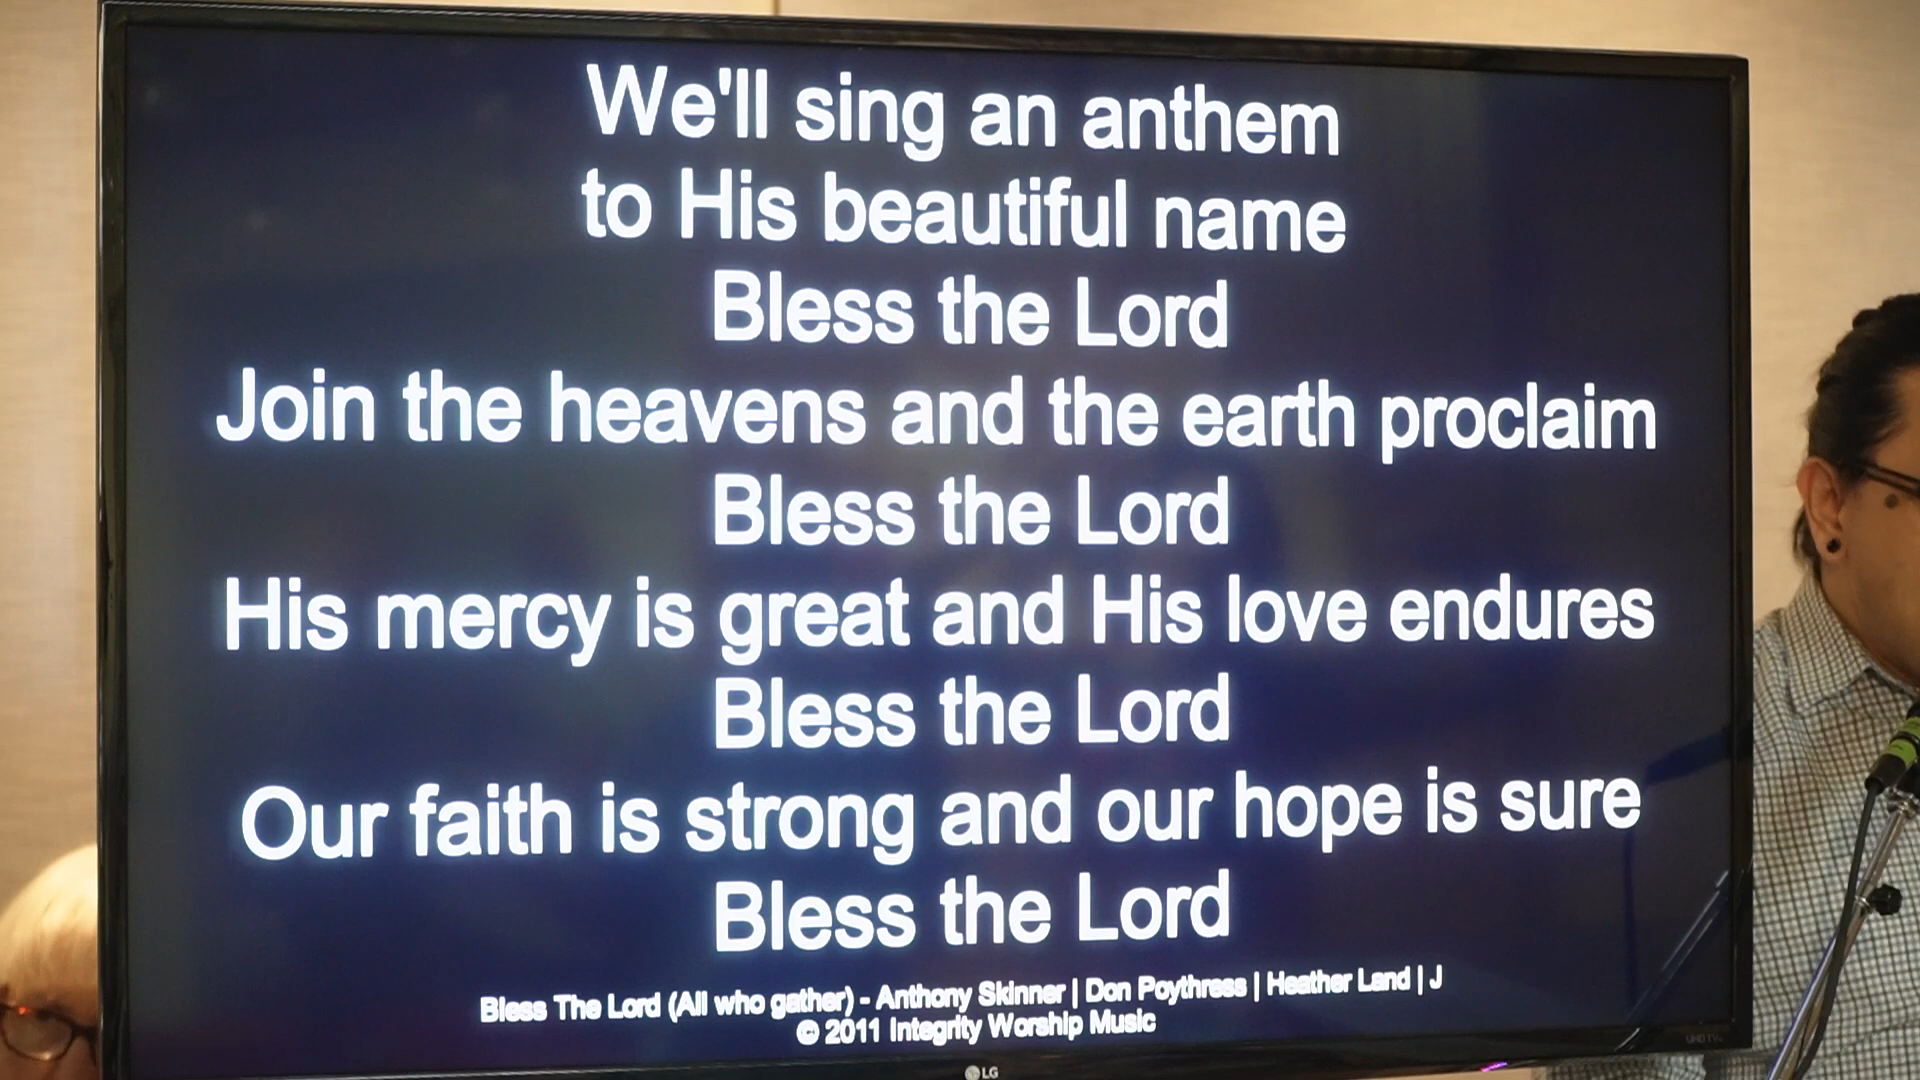 We'll sing an anthem
to His beautiful name
Bless the Lord
Join the heavens and the earth proclaim
Bless the Lord
His mercy is great and His love endures
Bless the Lord
Our faith is strong and our hope is sure
Bless the Lord
Bless The Lord (All who gather) - Anthony Skinner | Don Poythress | Heather Land | J
© 2011 Integrity Worship Music
UHD TV
LG